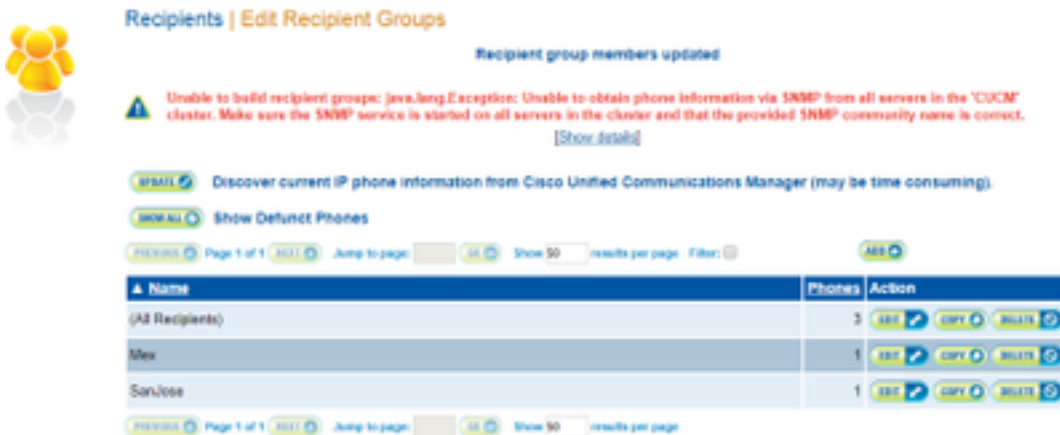 Recipients | Edit Recipient Groups
Recipient group members updated
Unable to build recipient groups: java.lang.Exception: Unable to obtain phone information via SNMP from all servers in the 'CUCM'
cluster. Make sure the SNMP service is started on all servers in the cluster and that the provided SNMP community name is correct.
[Show details]
UPDATE Discover current IP phone information from Cisco Unified Communications Manager (may be time consuming).
SHOW ALL Show Defunct Phones
PREVIOUS Page 1 of 1 NEXT Jump to page: GO Show 50 results per page Filter: ADD
▲ Name Phones Action
(All Recipients) 3 EDIT COPY DELETE
Mex 1 EDIT COPY DELETE
SanJose 1 EDIT COPY DELETE
PREVIOUS Page 1 of 1 NEXT Jump to page: GO Show 50 results per page